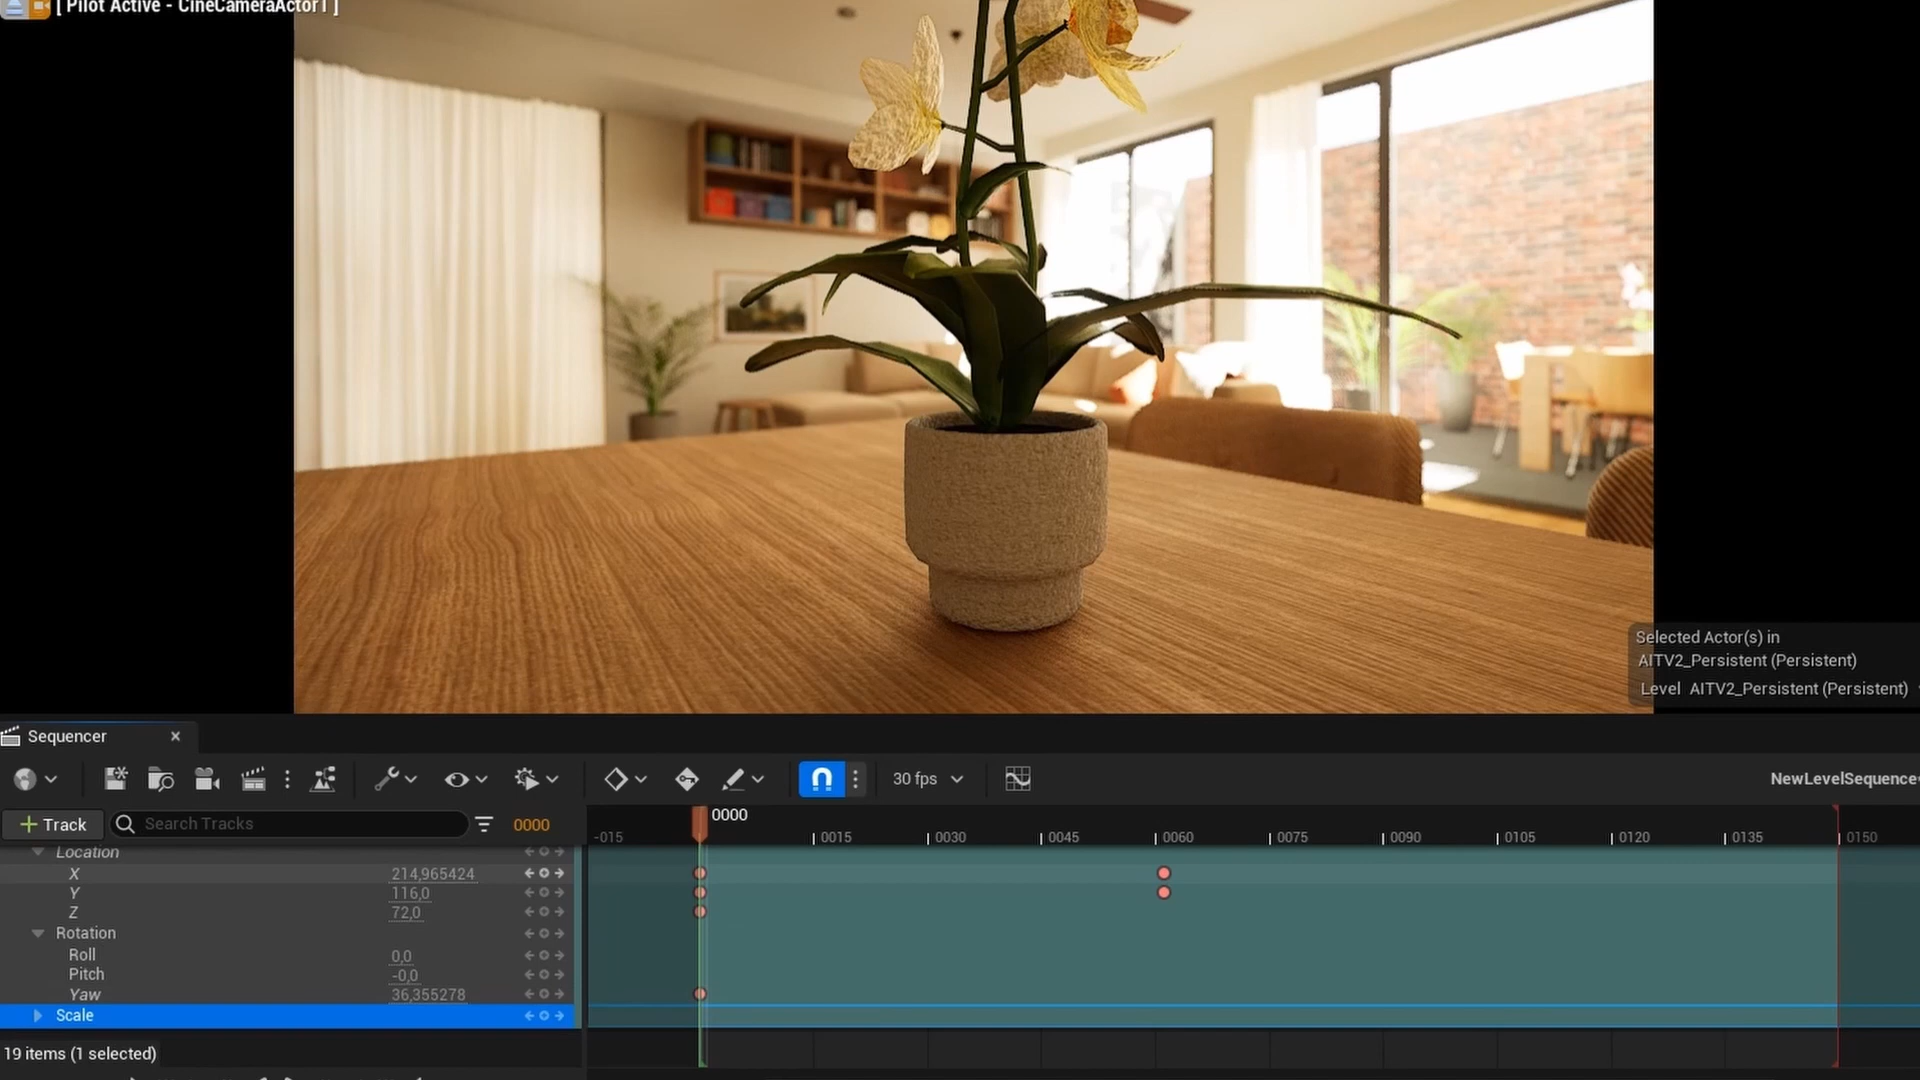 [ Pilot Active - CineCameraActor1 ]
Selected Actor(s) in
AITV2_Persistent (Persistent)
Level AITV2_Persistent (Persistent)
Sequencer
30 fps
NewLevelSequence
Track
Search Tracks
0000
0000
-015
0015
0030
0045
0060
0075
0090
0105
0120
0135
0150
Location
X 214,965424
Y 116,0
Z 72,0
Rotation
Roll 0,0
Pitch -0,0
Yaw 36,355278
Scale
19 items (1 selected)